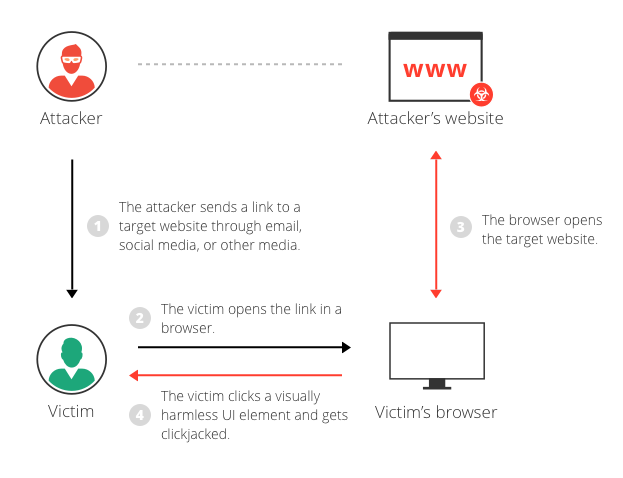 www
Attacker
Attacker's website
1
The attacker sends a link to a
target website through email,
social media, or other media.
3
The browser opens
the target website.
2
The victim opens the link in a
browser.
4
The victim clicks a visually
harmless UI element and gets
clickjacked.
Victim
Victim's browser